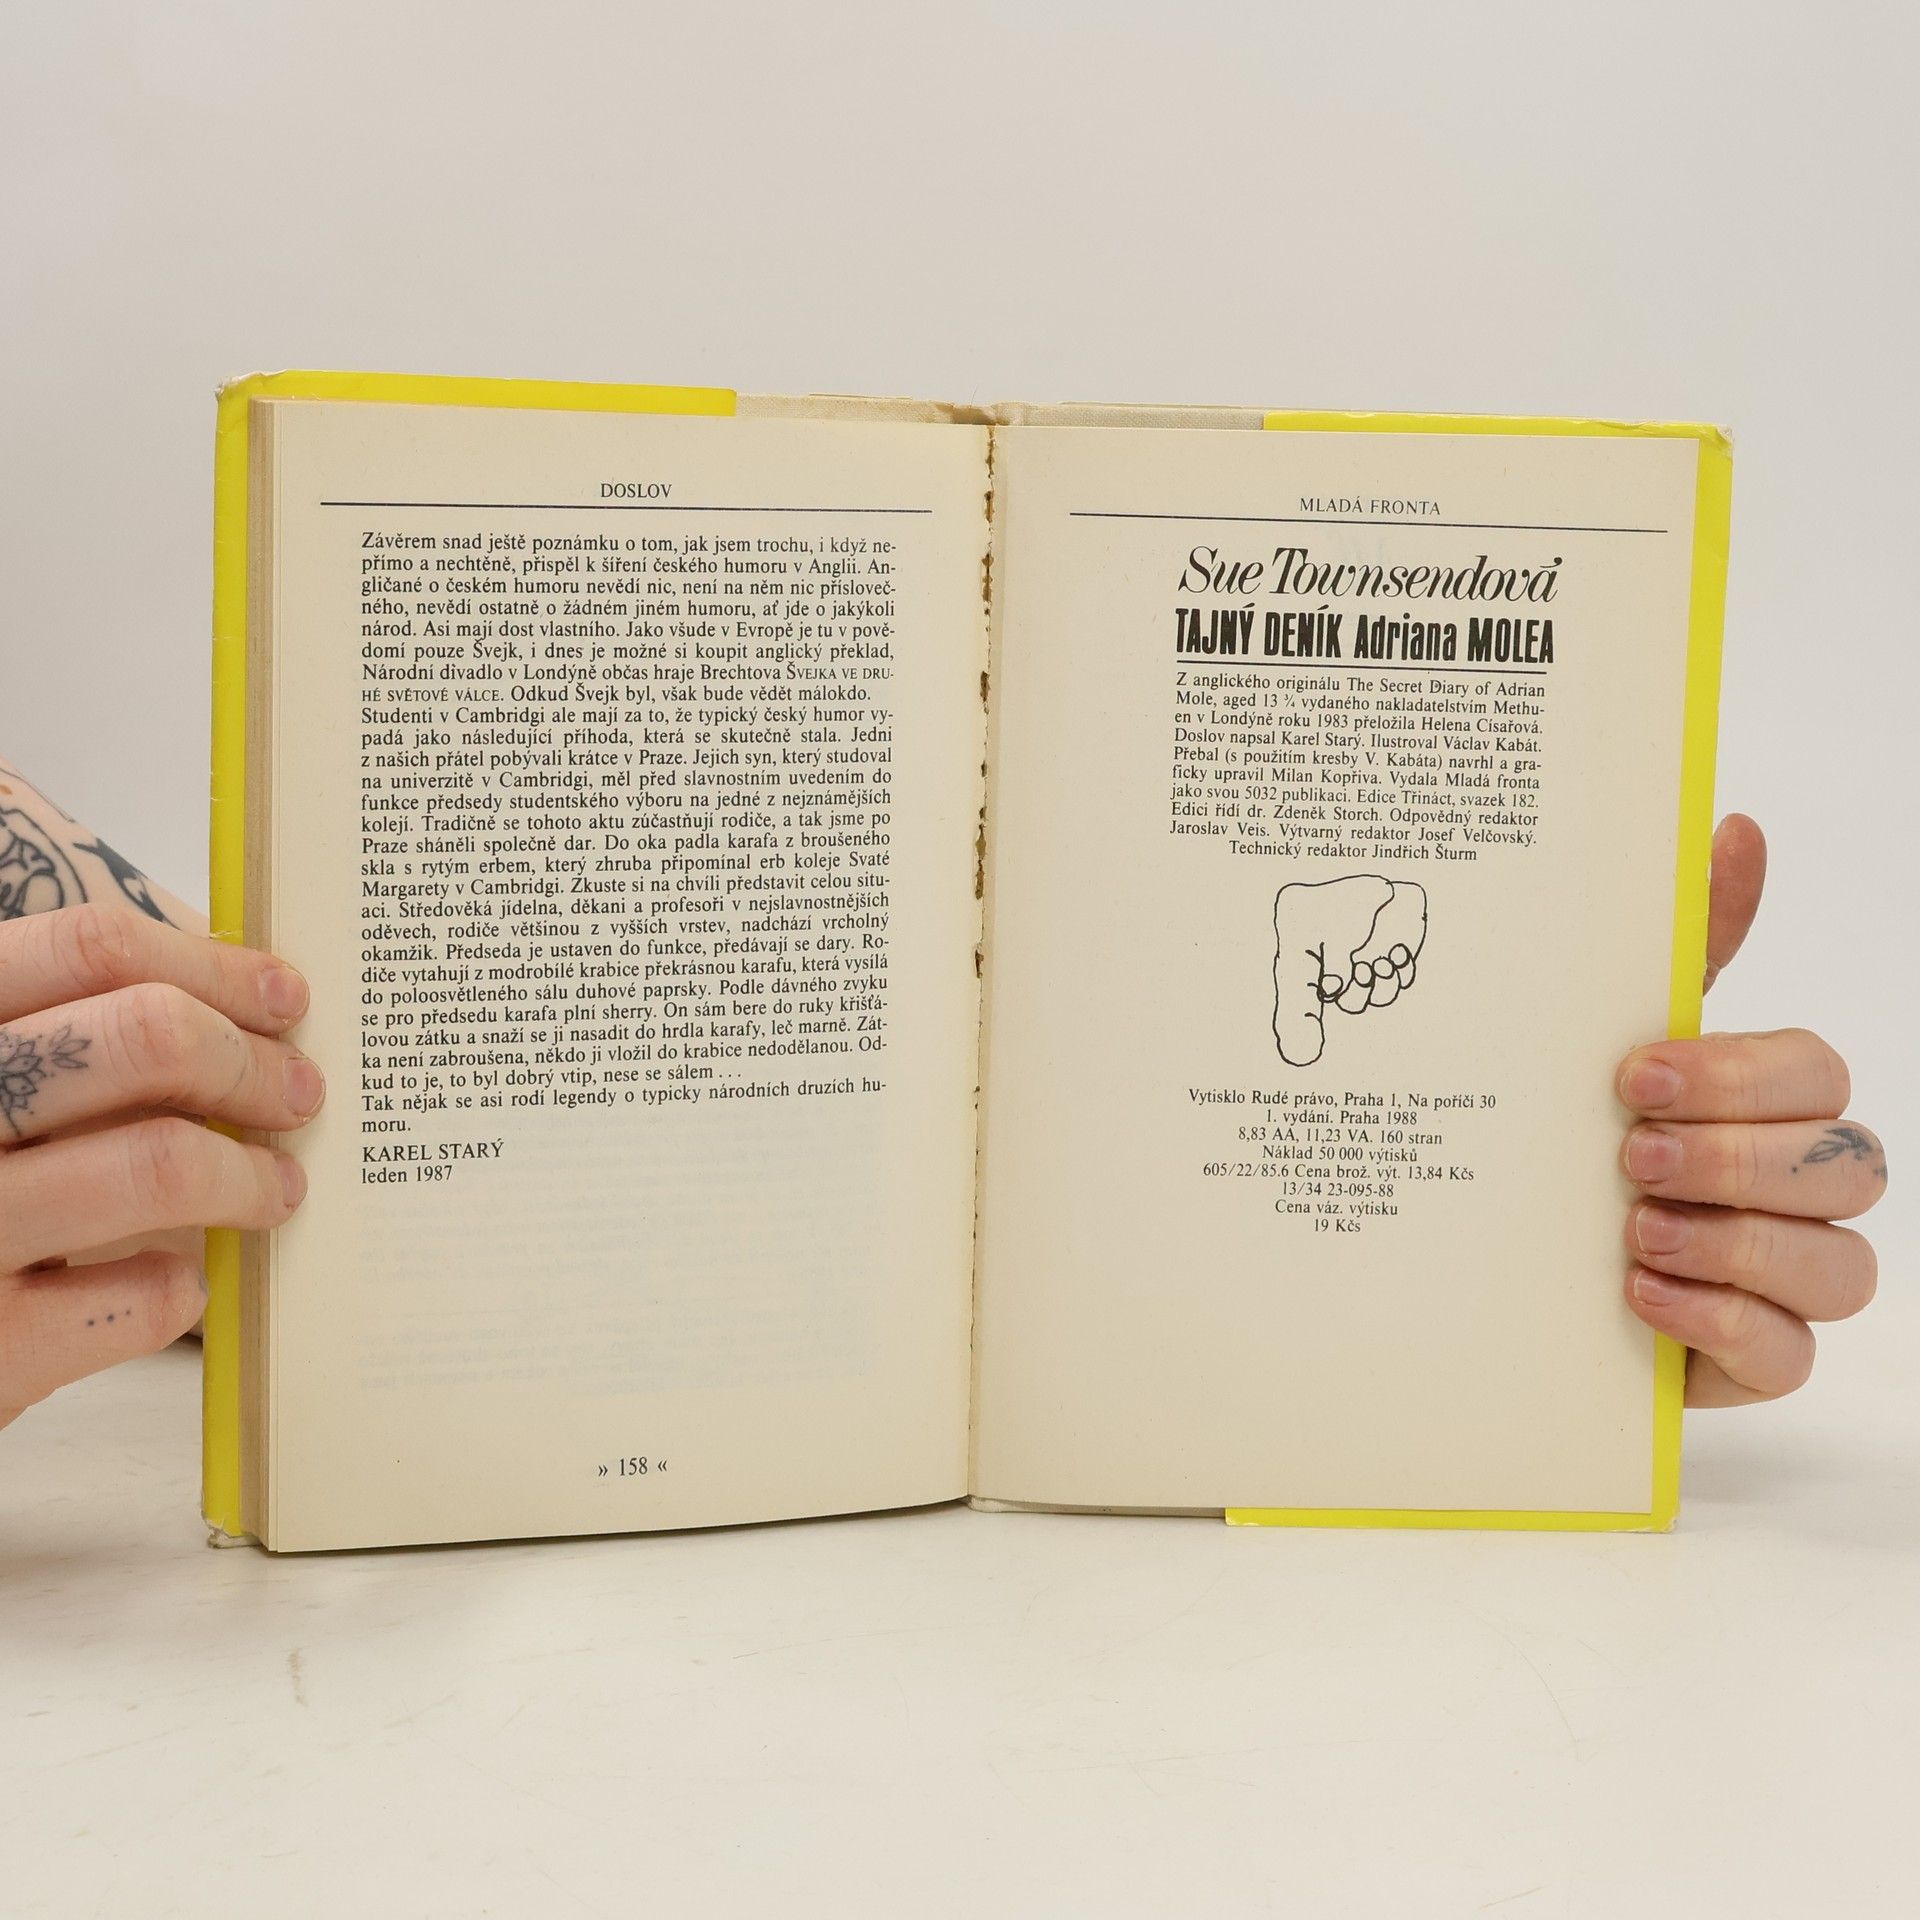 DOSLOV
Závěrem snad ještě poznámku o tom, jak jsem trochu, i když ne-
přímo a nechtěně, přispěl k šíření českého humoru v Anglii. An-
gličané o českém humoru nevědí nic, není na něm nic přísloveč-
ného, nevědí ostatně o žádném jiném humoru, ať jde o jakýkoli
národ. Asi mají dost vlastního. Jako všude v Evropě je tu v pově-
domí pouze Švejk, i dnes je možné si koupit anglický překlad,
Národní divadlo v Londýně občas hraje Brechtova ŠVEJKA VE DRU-
HÉ SVĚTOVÉ VÁLCE. Odkud Švejk byl, však bude vědět málokdo.
Studenti v Cambridgi ale mají za to, že typický český humor vy-
padá jako následující příhoda, která se skutečně stala. Jedni
z našich přátel pobývali krátce v Praze. Jejich syn, který studoval
na univerzitě v Cambridgi, měl před slavnostním uvedením do
funkce předsedy studentského výboru na jedné z nejznámějších
kolejí. Tradičně se tohoto aktu zúčastňují rodiče, a tak jsme po
Praze sháněli společně dar. Do oka padla karafa z broušeného
skla s rytým erbem, který zhruba připomínal erb koleje Svaté
Margarety v Cambridgi. Zkuste si na chvíli představit celou situ-
aci. Středověká jídelna, děkani a profesoři v nejslavnostnějších
oděvech, rodiče většinou z vyšších vrstev, nadchází vrcholný
okamžik. Předseda je ustaven do funkce, předávají se dary. Ro-
diče vytahují z modrobílé krabice překrásnou karafu, která vysílá
do poloosvětleného sálu duhové paprsky. Podle dávného zvyku
se pro předsedu karafa plní sherry. On sám bere do ruky křišťá-
lovou zátku a snaží se ji nasadit do hrdla karafy, leč marně. Zát-
ka není zabroušena, někdo ji vložil do krabice nedodělanou. Od-
kud to je, to byl dobrý vtip, nese se sálem . . .
Tak nějak se asi rodí legendy o typicky národních druzích hu-
moru.
KAREL STARÝ
leden 1987
» 158 «
MLADÁ FRONTA
Sue Townsendová
TAJNÝ DENÍK Adriana MOLEA
Z anglického originálu The Secret Diary of Adrian
Mole, aged 13 ¾ vydaného nakladatelstvím Methu-
en v Londýně roku 1983 přeložila Helena Císařová.
Doslov napsal Karel Starý. Ilustroval Václav Kabát.
Přebal (s použitím kresby V. Kabáta) navrhl a gra-
ficky upravil Milan Kopřiva. Vydala Mladá fronta
jako svou 5032 publikaci. Edice Třináct, svazek 182.
Edici řídí dr. Zdeněk Storch. Odpovědný redaktor
Jaroslav Veis. Výtvarný redaktor Josef Velčovský.
Technický redaktor Jindřich Šturm
Vytisklo Rudé právo, Praha 1, Na poříčí 30
1. vydání. Praha 1988
8,83 AA, 11,23 VA. 160 stran
Náklad 50 000 výtisků
605/22/85.6 Cena brož. výt. 13,84 Kčs
13/34 23-095-88
Cena váz. výtisku
19 Kčs